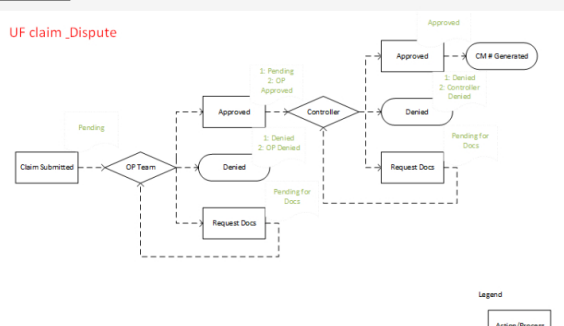 UF claim _Dispute
Approved
Approved
CM # Generated
1: Pending
2: OP
Approved
1: Denied
2: Controller
Denied
Approved
Controller
Denied
Pending
1: Denied
2: OP Denied
Pending for
Docs
Claim Submitted
OP Team
Denied
Request Docs
Pending for
Docs
Request Docs
Legend
Action/Process